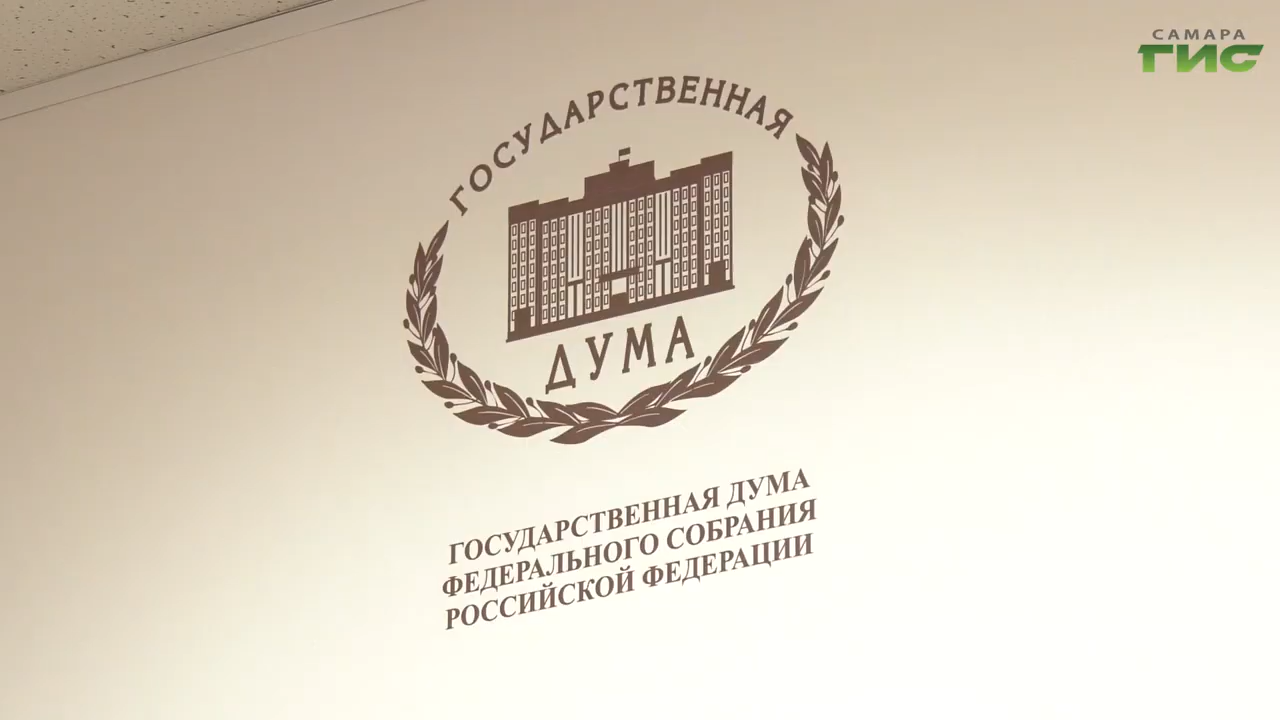 САМАРА
ГИС
ГОСУДАРСТВЕННАЯ
ДУМА
ГОСУДАРСТВЕННАЯ ДУМА
ФЕДЕРАЛЬНОГО СОБРАНИЯ
РОССИЙСКОЙ ФЕДЕРАЦИИ